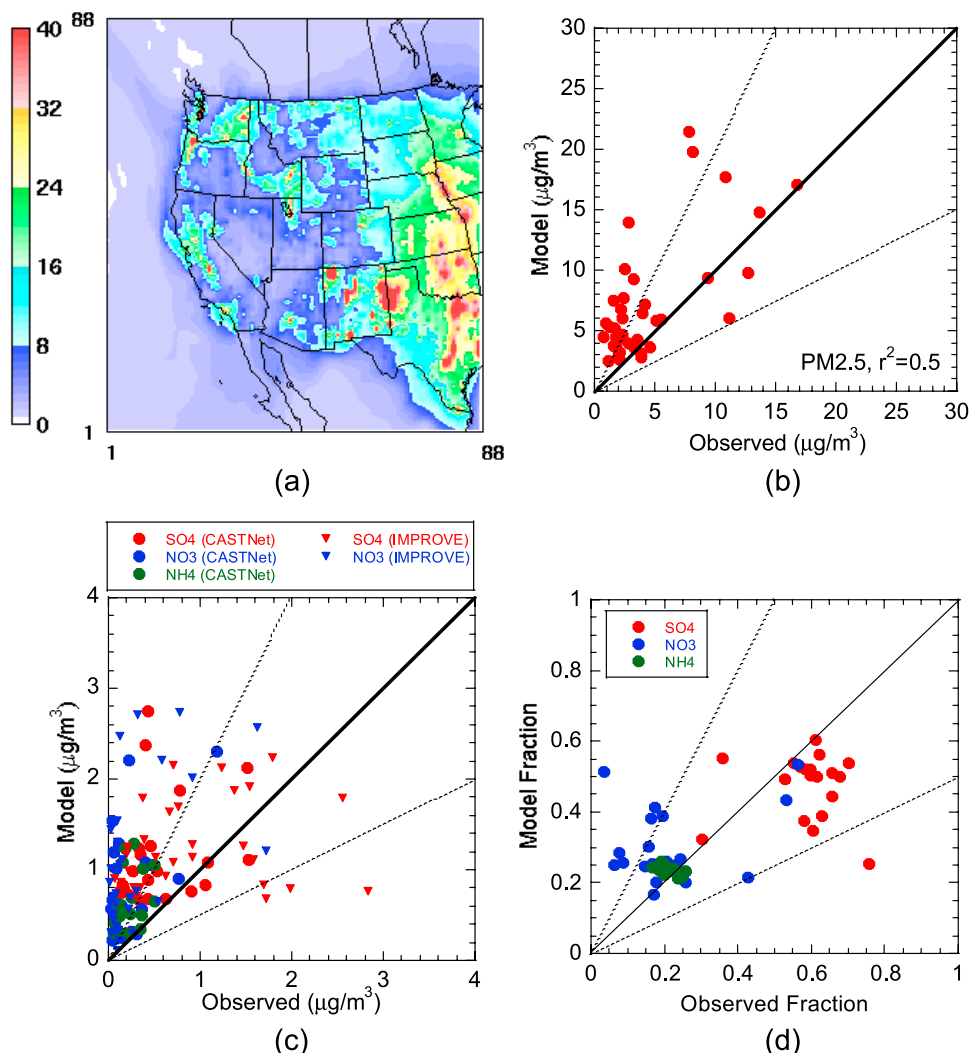 40
32
24
16
8
0
88
1
1
88
(a)
Model (μg/m³)
30
25
20
15
10
5
0
PM2.5, r²=0.5
0 5 10 15 20 25 30
Observed (μg/m³)
(b)
SO4 (CASTNet)
NO3 (CASTNet)
NH4 (CASTNet)
SO4 (IMPROVE)
NO3 (IMPROVE)
Model (μg/m³)
4
3
2
1
0
0 1 2 3 4
Observed (μg/m³)
(c)
SO4
NO3
NH4
Model Fraction
1
0.8
0.6
0.4
0.2
0
0 0.2 0.4 0.6 0.8 1
Observed Fraction
(d)